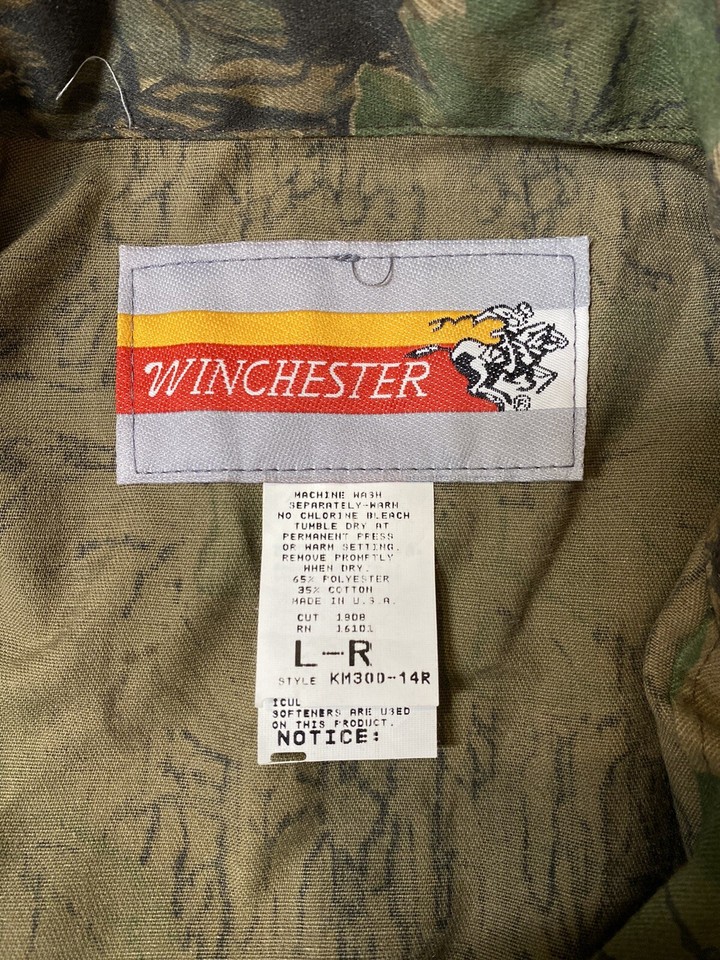 WINCHESTER
®
MACHINE WASH
SEPARATELY-WARM
NO CHLORINE BLEACH
TUMBLE DRY AT
PERMANENT PRESS
OR WARM SETTING.
REMOVE PROMPTLY
WHEN DRY.
65% POLYESTER
35% COTTON
MADE IN U.S.A.
CUT 1908
RN 16101
L-R
STYLE KM300-14R
ICUL
SOFTENERS ARE USED
ON THIS PRODUCT.
NOTICE: